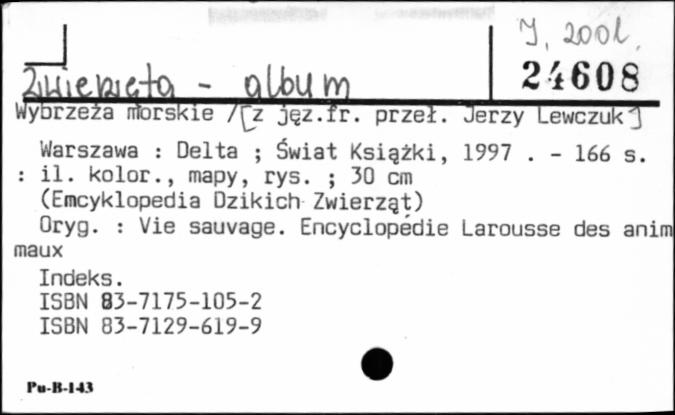 J, 2001.
24608
Zwierzęta - album
Wybrzeża morskie /[z jęz.fr. przeł. Jerzy Lewczuk]
Warszawa : Delta ; Świat Książki, 1997 . - 166 s.
: il. kolor., mapy, rys. ; 30 cm
(Emcyklopedia Dzikich Zwierząt)
Oryg. : Vie sauvage. Encyclopédie Larousse des anim
maux
Indeks.
ISBN 83-7175-105-2
ISBN 83-7129-619-9
Pu-B-143